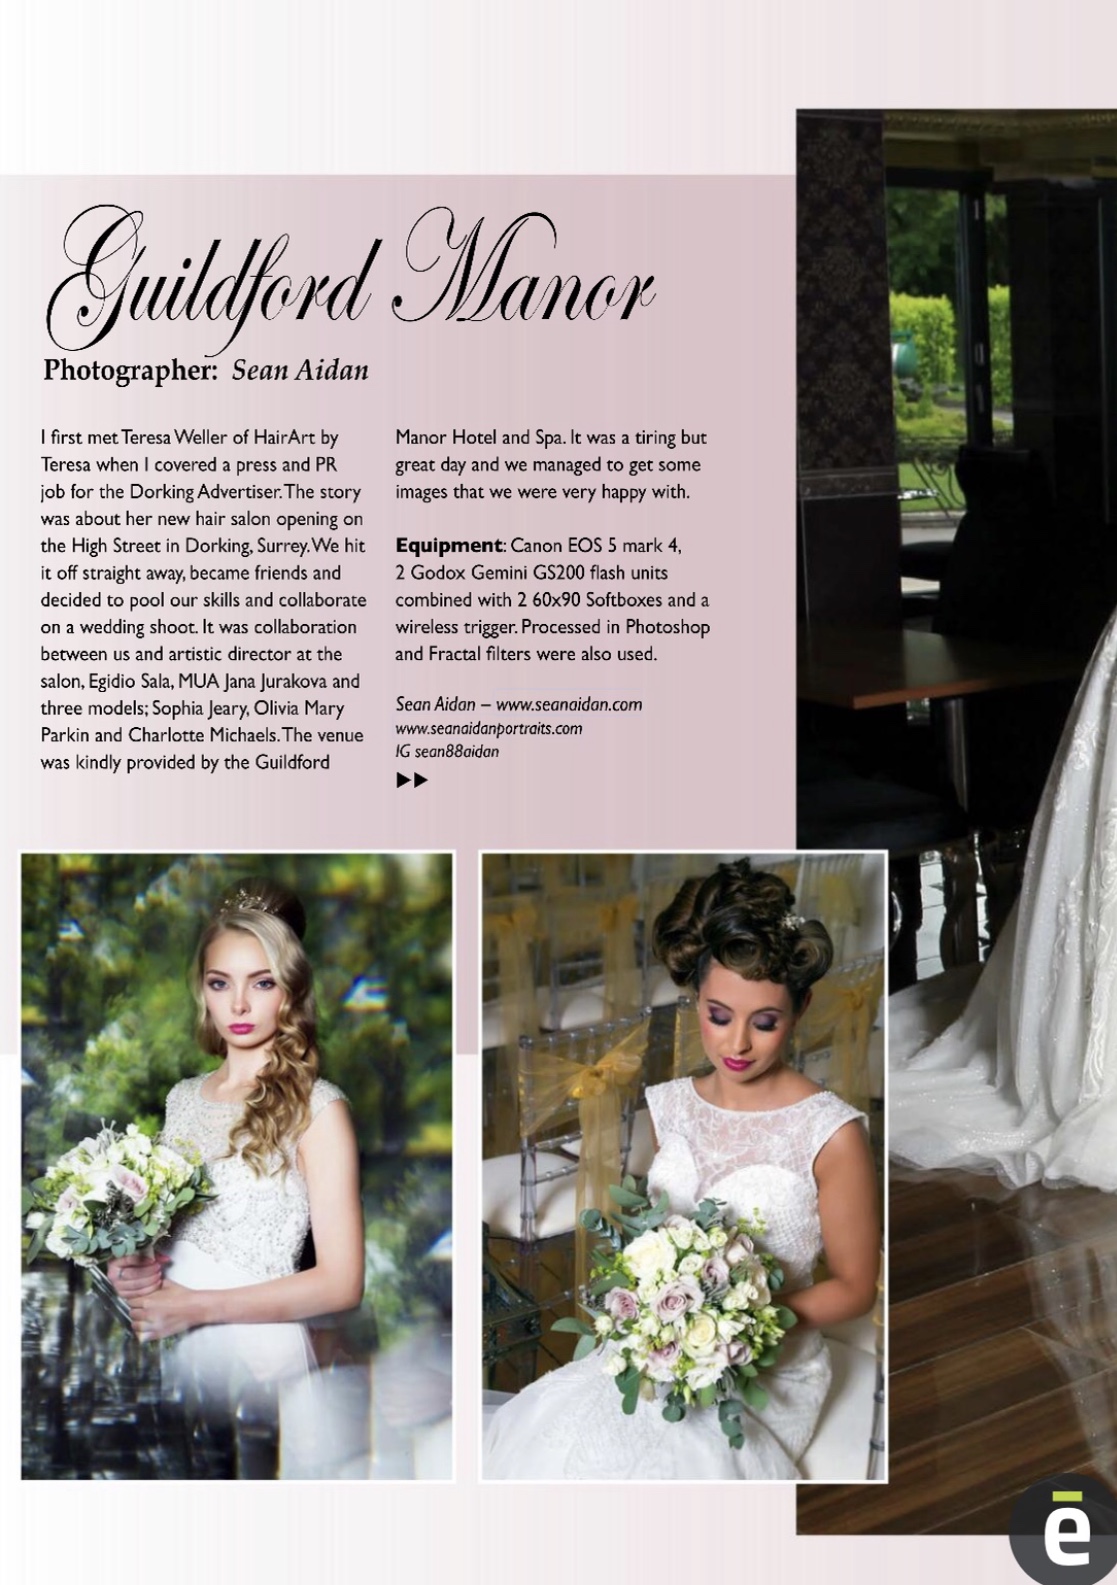 Guildford Manor
Photographer: Sean Aidan
I first met Teresa Weller of HairArt by
Teresa when I covered a press and PR
job for the Dorking Advertiser. The story
was about her new hair salon opening on
the High Street in Dorking, Surrey. We hit
it off straight away, became friends and
decided to pool our skills and collaborate
on a wedding shoot. It was collaboration
between us and artistic director at the
salon, Egidio Sala, MUA Jana Jurakova and
three models; Sophia Jeary, Olivia Mary
Parkin and Charlotte Michaels. The venue
was kindly provided by the Guildford
Manor Hotel and Spa. It was a tiring but
great day and we managed to get some
images that we were very happy with.
Equipment: Canon EOS 5 mark 4,
2 Godox Gemini GS200 flash units
combined with 2 60x90 Softboxes and a
wireless trigger. Processed in Photoshop
and Fractal filters were also used.
Sean Aidan – www.seanaidan.com
www.seanaidanportraits.com
IG sean88aidan
ē